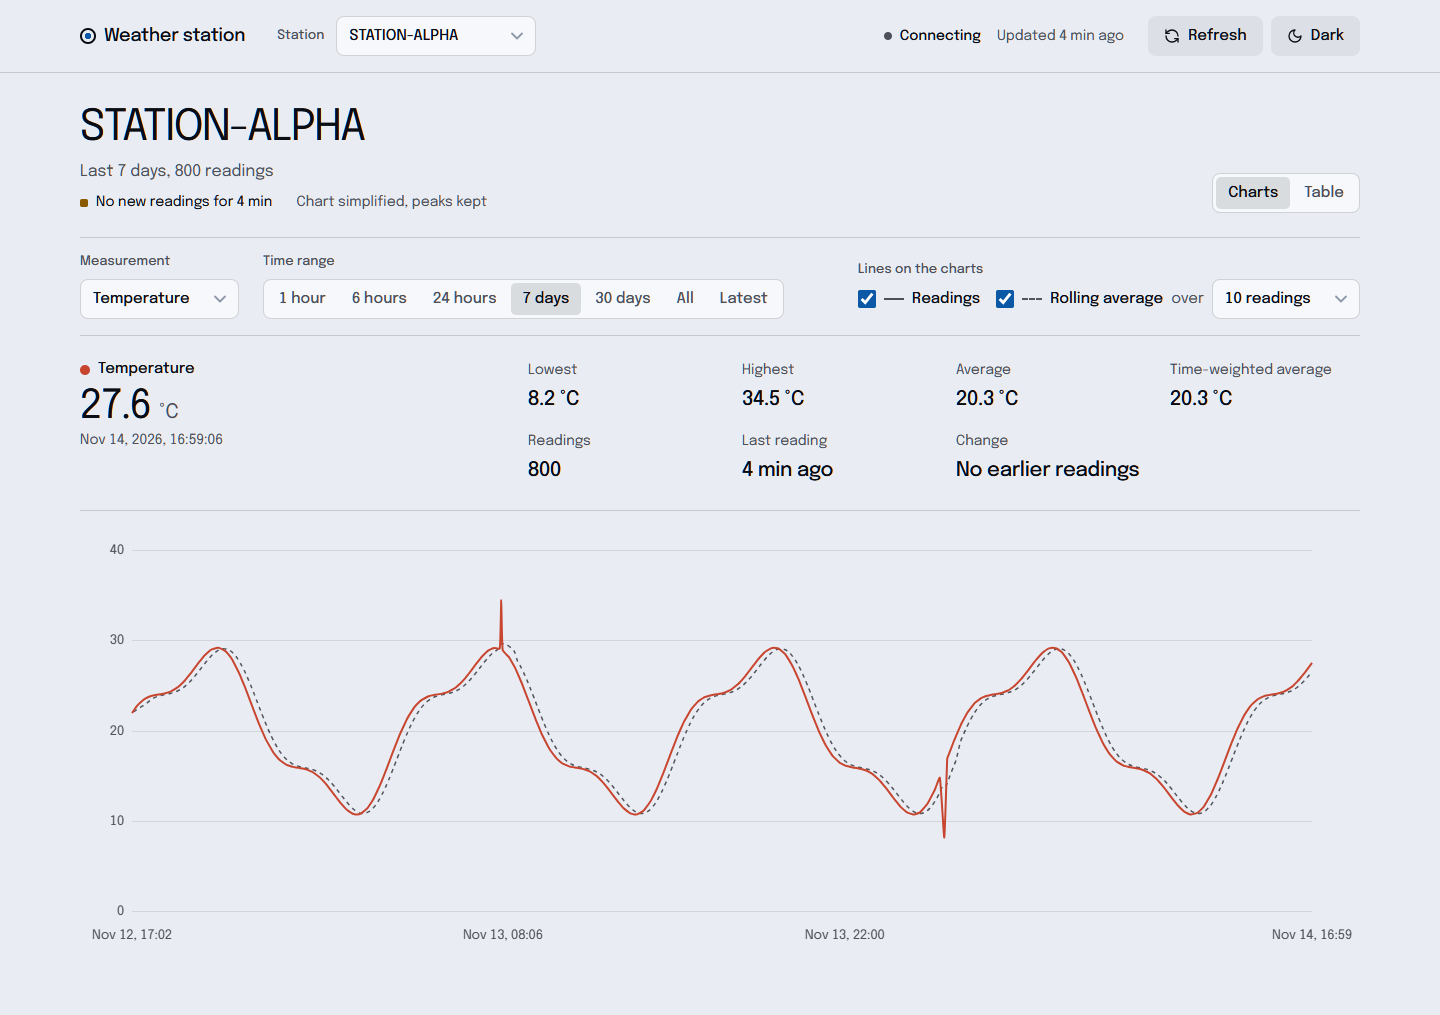 Weather station Station STATION-ALPHA Connecting Updated 4 min ago Refresh Dark
STATION-ALPHA
Last 7 days, 800 readings
No new readings for 4 min Chart simplified, peaks kept
Charts Table
Measurement Time range Lines on the charts
Temperature 1 hour 6 hours 24 hours 7 days 30 days All Latest Readings Rolling average over 10 readings
Temperature
27.6 °C
Nov 14, 2026, 16:59:06
Lowest Highest Average Time-weighted average
8.2 °C 34.5 °C 20.3 °C 20.3 °C
Readings Last reading Change
800 4 min ago No earlier readings
40
30
20
10
0
Nov 12, 17:02 Nov 13, 08:06 Nov 13, 22:00 Nov 14, 16:59